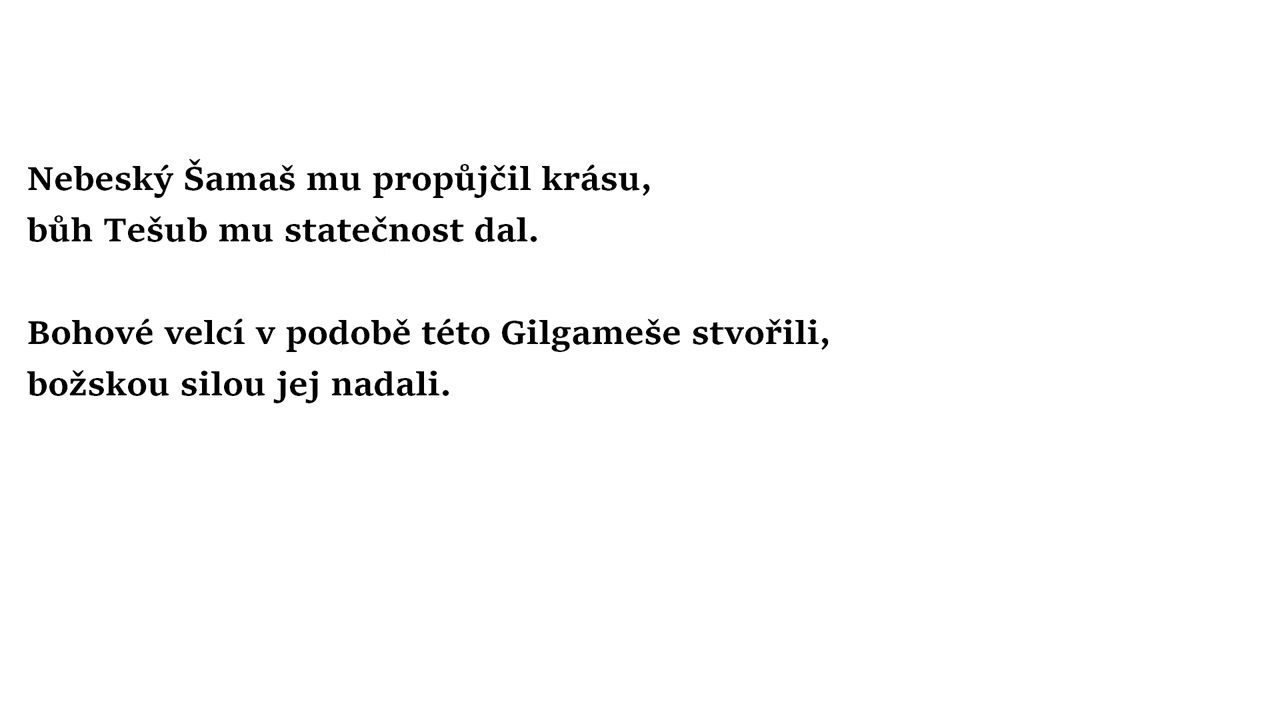 Nebeský Šamaš mu propůjčil krásu,
bůh Tešub mu statečnost dal.
Bohové velcí v podobě této Gilgameše stvořili,
božskou silou jej nadali.